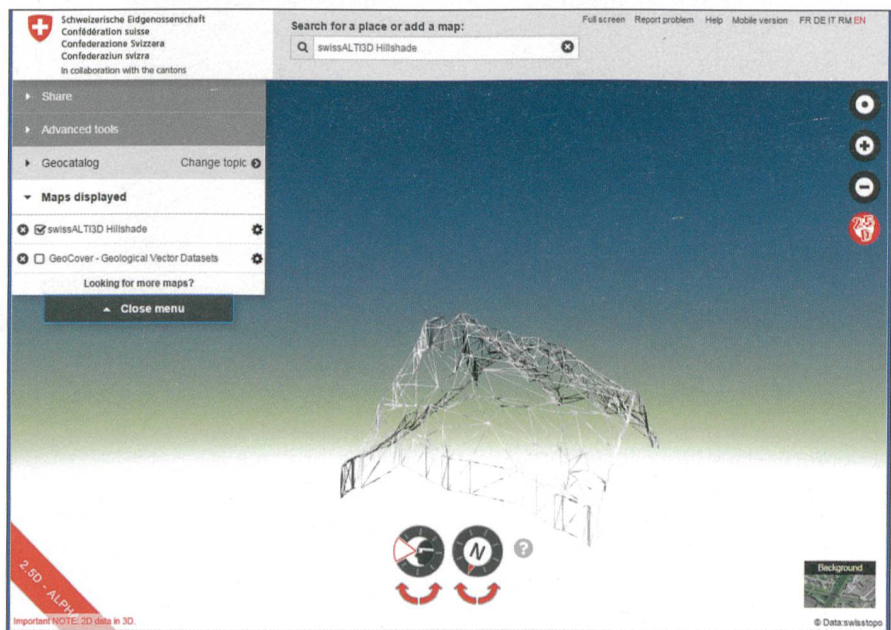 Schweizerische Eidgenossenschaft
Confédération suisse
Confederazione Svizzera
Confederaziun svizra
In collaboration with the cantons
Search for a place or add a map:
swissALTI3D Hillshade
Full screen Report problem Help Mobile version FR DE IT RM EN
Share
Advanced tools
Geocatalog Change topic
Maps displayed
swissALTI3D Hillshade
GeoCover - Geological Vector Datasets
Looking for more maps?
Close menu
2.5D
N
?
2.5D - ALPHA
Important NOTE: 2D data in 3D.
Background
© Data:swisstopo